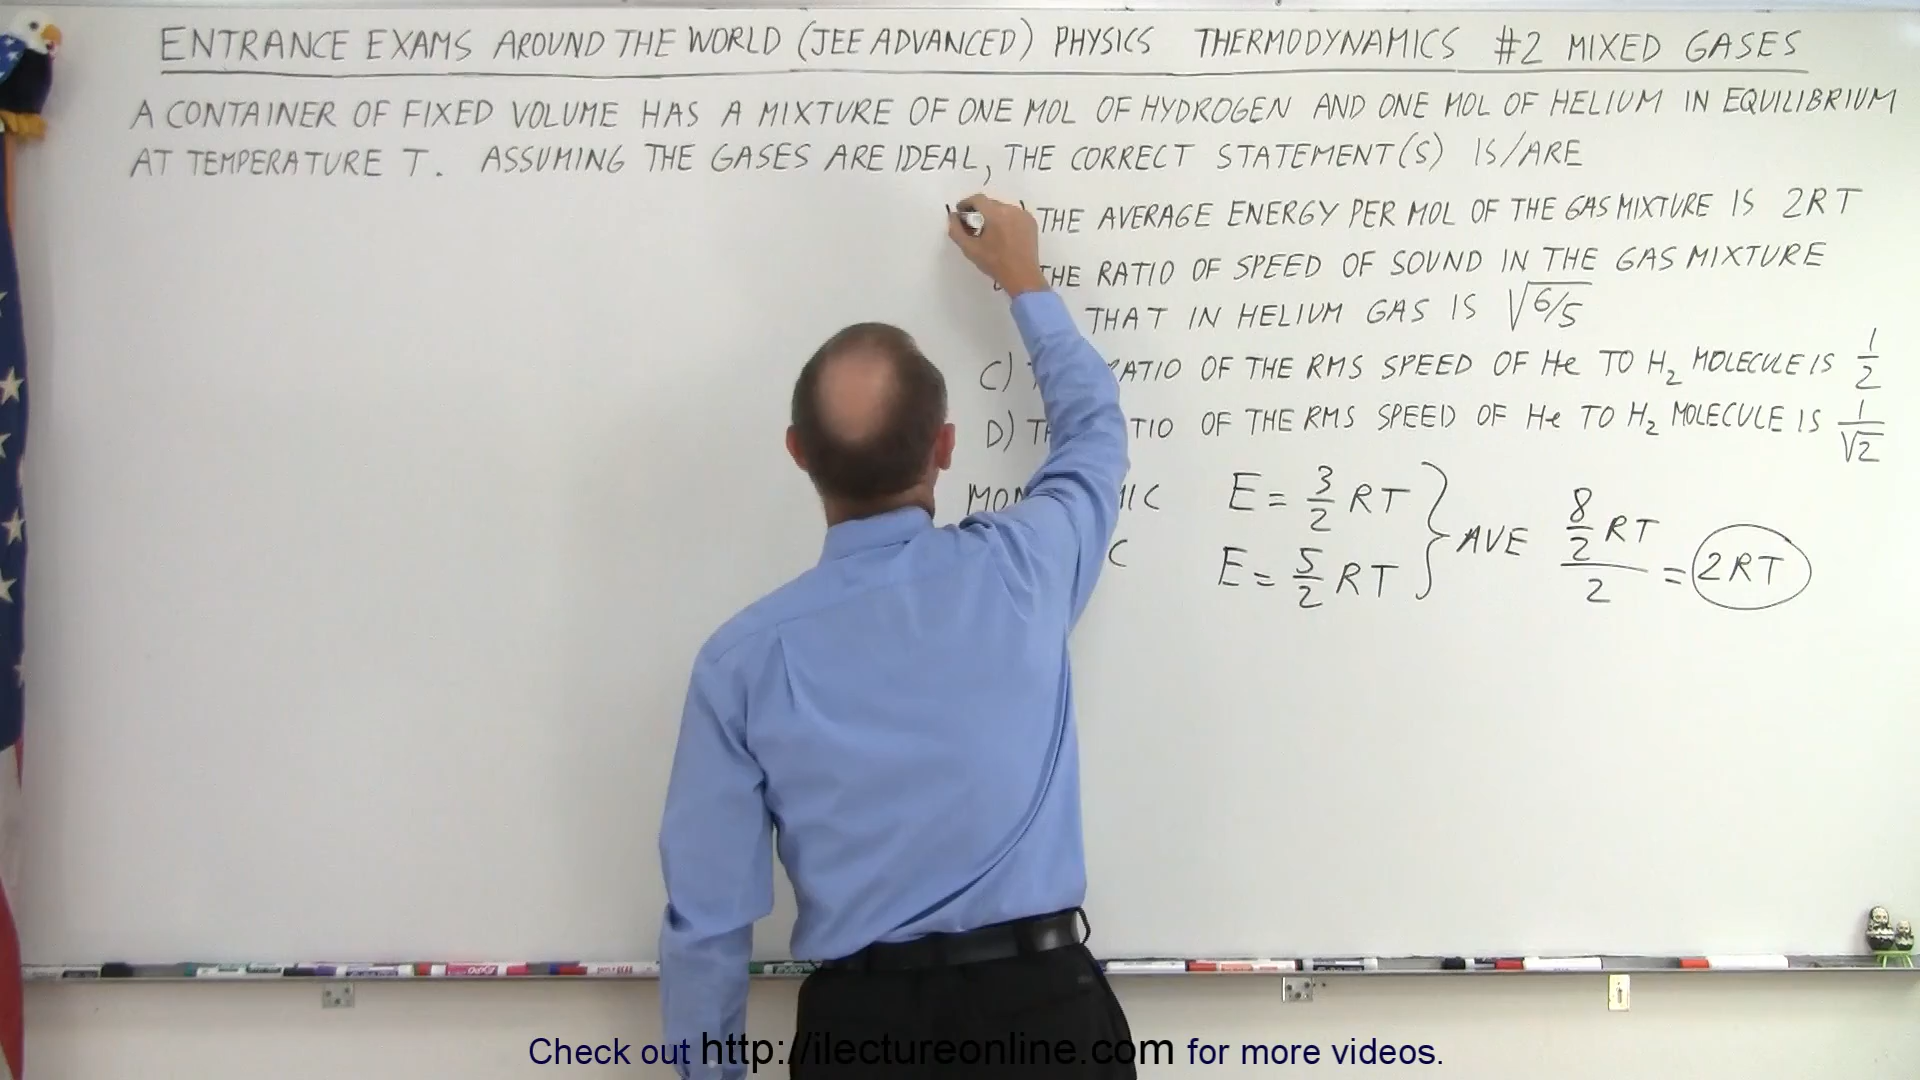 ENTRANCE EXAMS AROUND THE WORLD (JEE ADVANCED) PHYSICS THERMODYNAMICS #2 MIXED GASES
A CONTAINER OF FIXED VOLUME HAS A MIXTURE OF ONE MOL OF HYDROGEN AND ONE MOL OF HELIUM IN EQUILIBRIUM
AT TEMPERATURE T. ASSUMING THE GASES ARE IDEAL, THE CORRECT STATEMENT(S) IS/ARE
) THE AVERAGE ENERGY PER MOL OF THE GAS MIXTURE IS 2RT
THE RATIO OF SPEED OF SOUND IN THE GAS MIXTURE
THAT IN HELIUM GAS IS √6/5
C) RATIO OF THE RMS SPEED OF He TO H₂ MOLECULE IS 1/2
D) OF THE RMS SPEED OF He TO H₂ MOLECULE IS 1/√2
E = 3/2 RT } AVE (8/2 RT)/2 = 2RT
E = 5/2 RT
Check out http://ilectureonline.com for more videos.